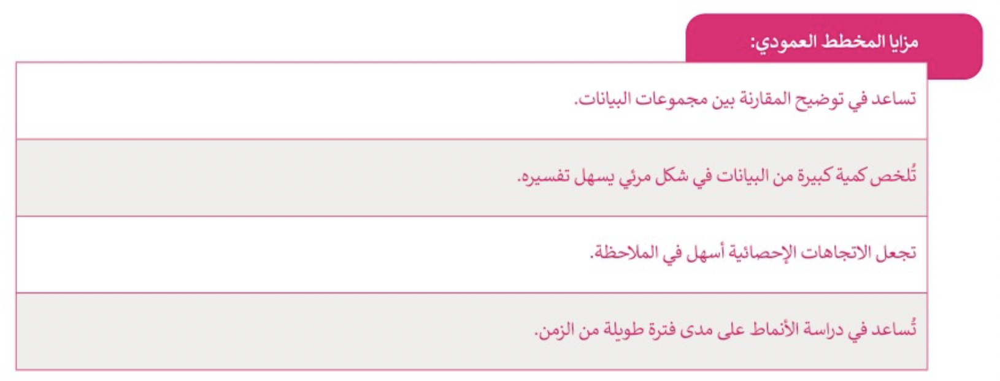 مزايا المخطط العمودي:
تساعد في توضيح المقارنة بين مجموعات البيانات.
تُلخص كمية كبيرة من البيانات في شكل مرئي يسهل تفسيره.
تجعل الاتجاهات الإحصائية أسهل في الملاحظة.
تُساعد في دراسة الأنماط على مدى فترة طويلة من الزمن.